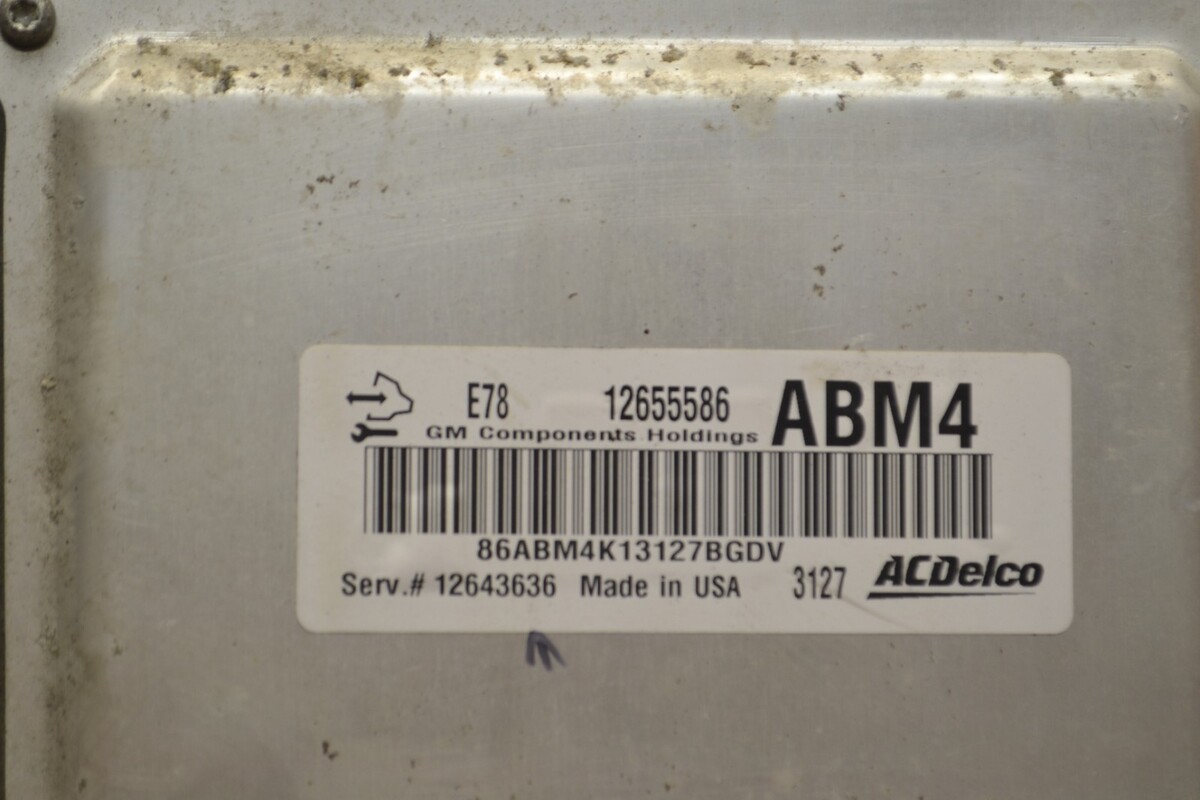 E78 12655586 ABM4
GM Components Holdings
86ABM4K13127BGDV
Serv.# 12643636 Made in USA 3127 ACDelco